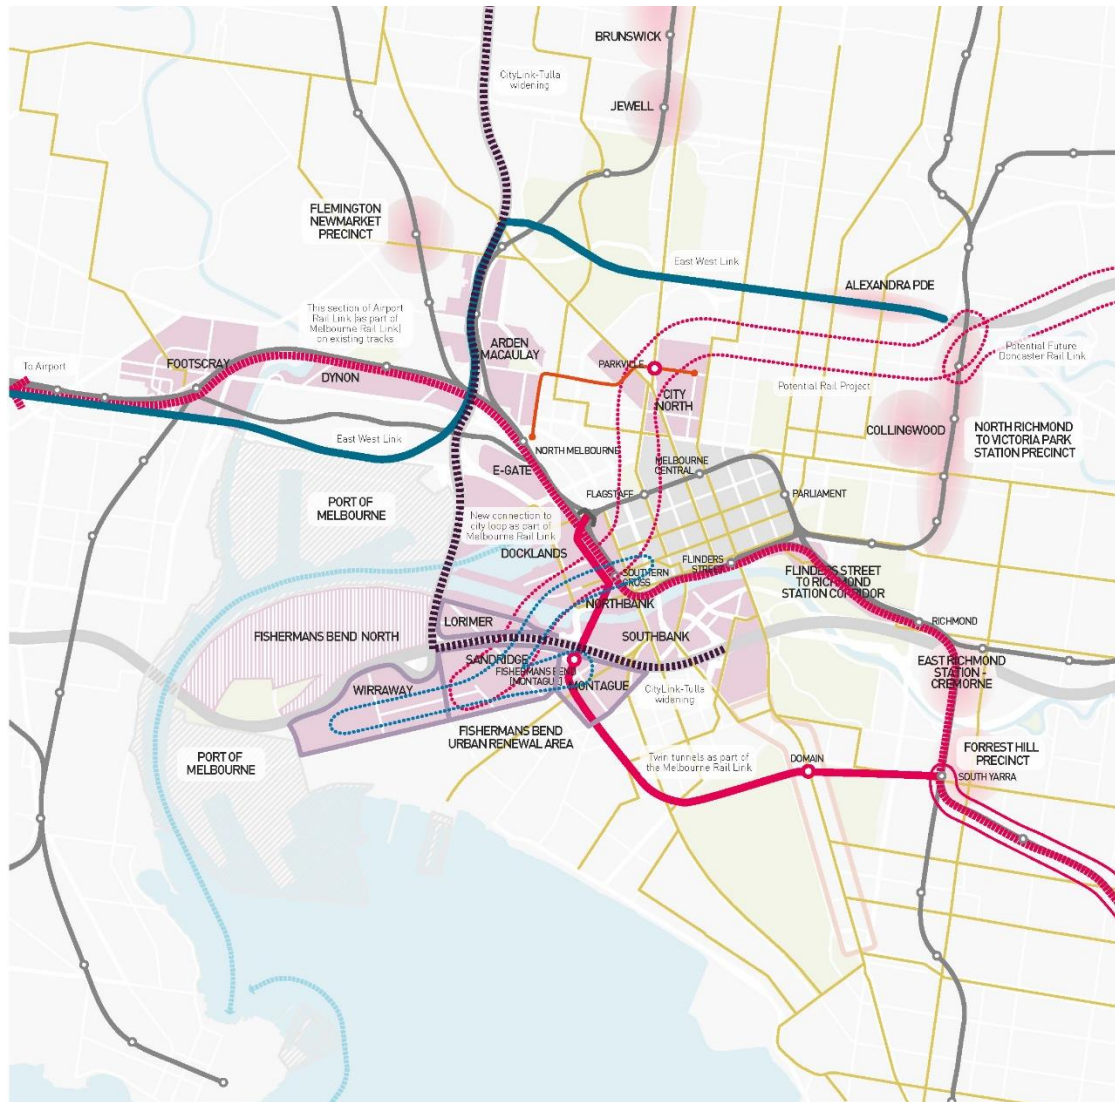 BRUNSWICK
CityLink-Tulla
widening
JEWELL
FLEMINGTON
NEWMARKET
PRECINCT
East West Link
ALEXANDRA PDE
This section of Airport
Rail Link (as part of
Melbourne Rail Link)
on existing tracks
ARDEN
MACAULAY
Potential Future
Doncaster Rail Link
To Airport
FOOTSCRAY
DYNON
PARKVILLE
CITY
NORTH
Potential Rail Project
East West Link
COLLINGWOOD
NORTH RICHMOND
TO VICTORIA PARK
STATION PRECINCT
NORTH MELBOURNE
E-GATE
MELBOURNE
CENTRAL
FLAGSTAFF
PARLIAMENT
PORT OF
MELBOURNE
New connection to
city loop as part of
Melbourne Rail Link
DOCKLANDS
FLINDERS
STREET
SOUTHERN
CROSS
FLINDERS STREET
TO RICHMOND
STATION CORRIDOR
NORTHBANK
LORIMER
RICHMOND
FISHERMANS BEND NORTH
SOUTHBANK
SANDRIDGE
FISHERMANS BEND
(MONTAGUE)
EAST RICHMOND
STATION -
CREMORNE
WIRRAWAY
MONTAGUE
CityLink-Tulla
widening
FISHERMANS BEND
URBAN RENEWAL AREA
PORT OF
MELBOURNE
Twin tunnels as part of
the Melbourne Rail Link
DOMAIN
FORREST HILL
PRECINCT
SOUTH YARRA